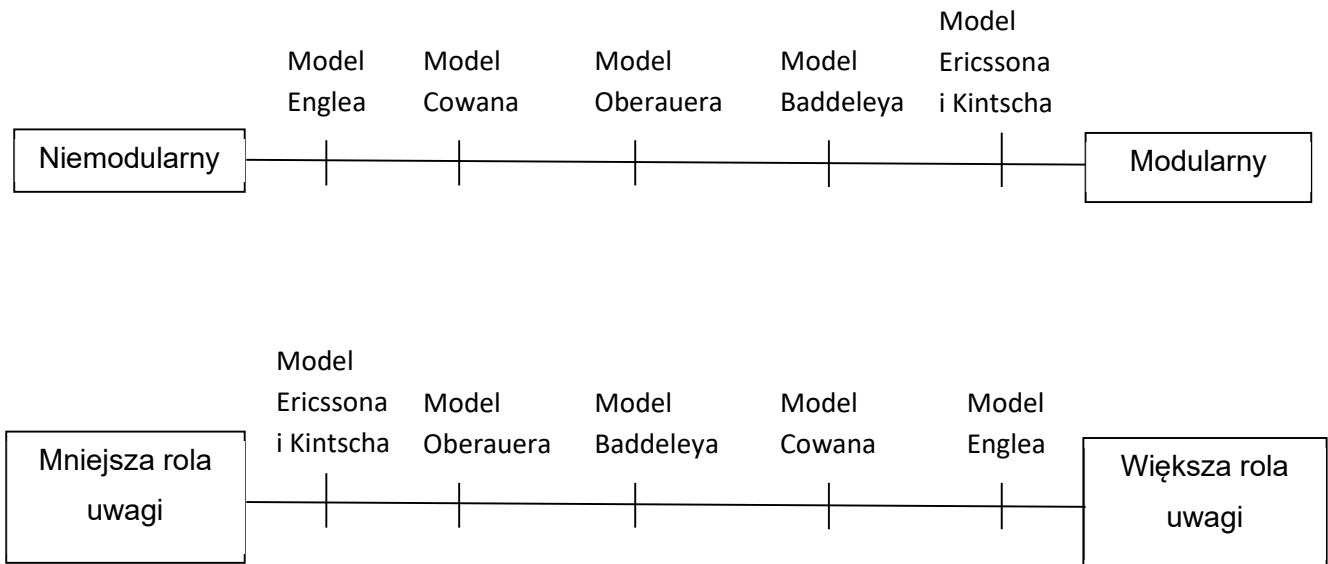 Model
Ericssona
i Kintscha
Model
Englea
Model
Cowana
Model
Oberauera
Model
Baddeleya
Niemodularny
Modularny
Model
Ericssona
i Kintscha
Model
Oberauera
Model
Baddeleya
Model
Cowana
Model
Englea
Mniejsza rola
uwagi
Większa rola
uwagi